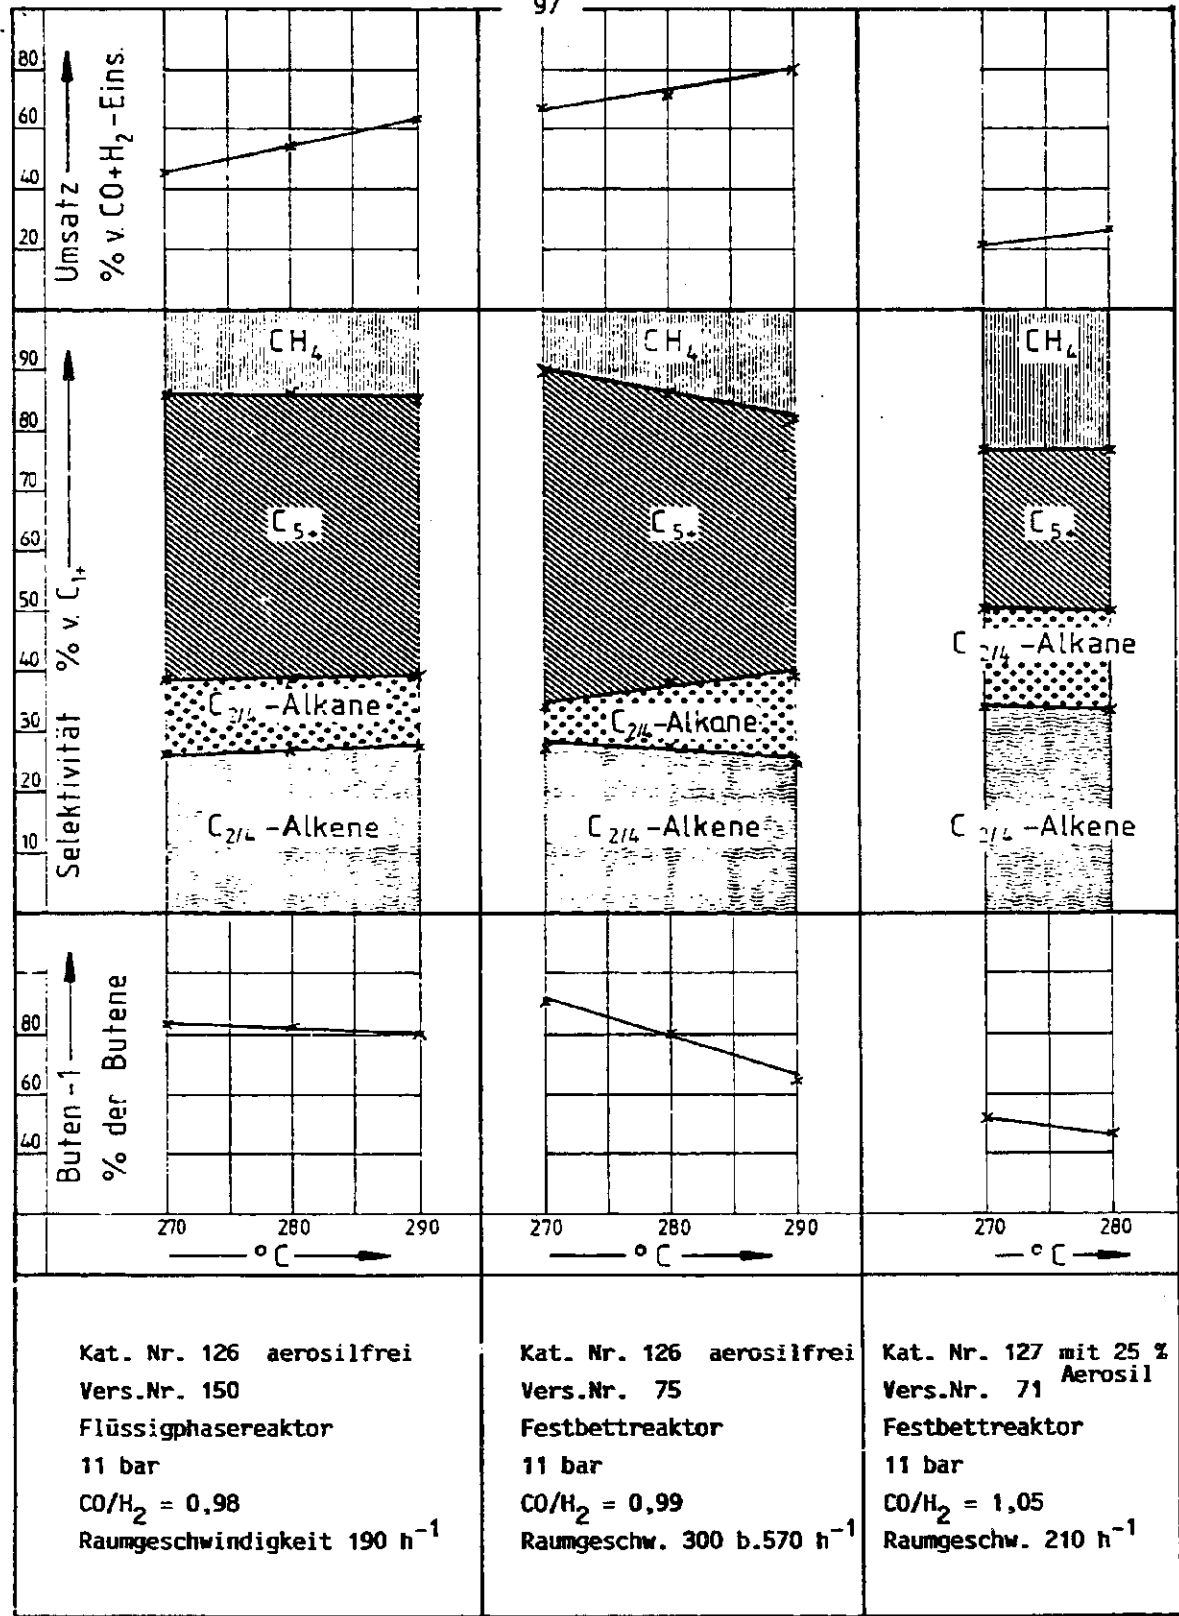 97
80
60
40
20
Umsatz
% v. CO+H₂-Eins.
90
80
70
60
50
40
30
20
10
Selektivität % v. C₁₊
CH₄
C₅₊
C₂/₄-Alkane
C₂/₄-Alkene
CH₄
C₅₊
C₂/₄-Alkane
C₂/₄-Alkene
CH₄
C₅₊
C₂/₄-Alkane
C₂/₄-Alkene
80
60
40
Buten-1
% der Butene
270 280 290
°C
270 280 290
°C
270 280
°C
Kat. Nr. 126 aerosilfrei
Vers.Nr. 150
Flüssigphasereaktor
11 bar
CO/H₂ = 0,98
Raumgeschwindigkeit 190 h⁻¹
Kat. Nr. 126 aerosilfrei
Vers.Nr. 75
Festbettreaktor
11 bar
CO/H₂ = 0,99
Raumgeschw. 300 b.570 h⁻¹
Kat. Nr. 127 mit 25 %
Aerosil
Vers.Nr. 71
Festbettreaktor
11 bar
CO/H₂ = 1,05
Raumgeschw. 210 h⁻¹